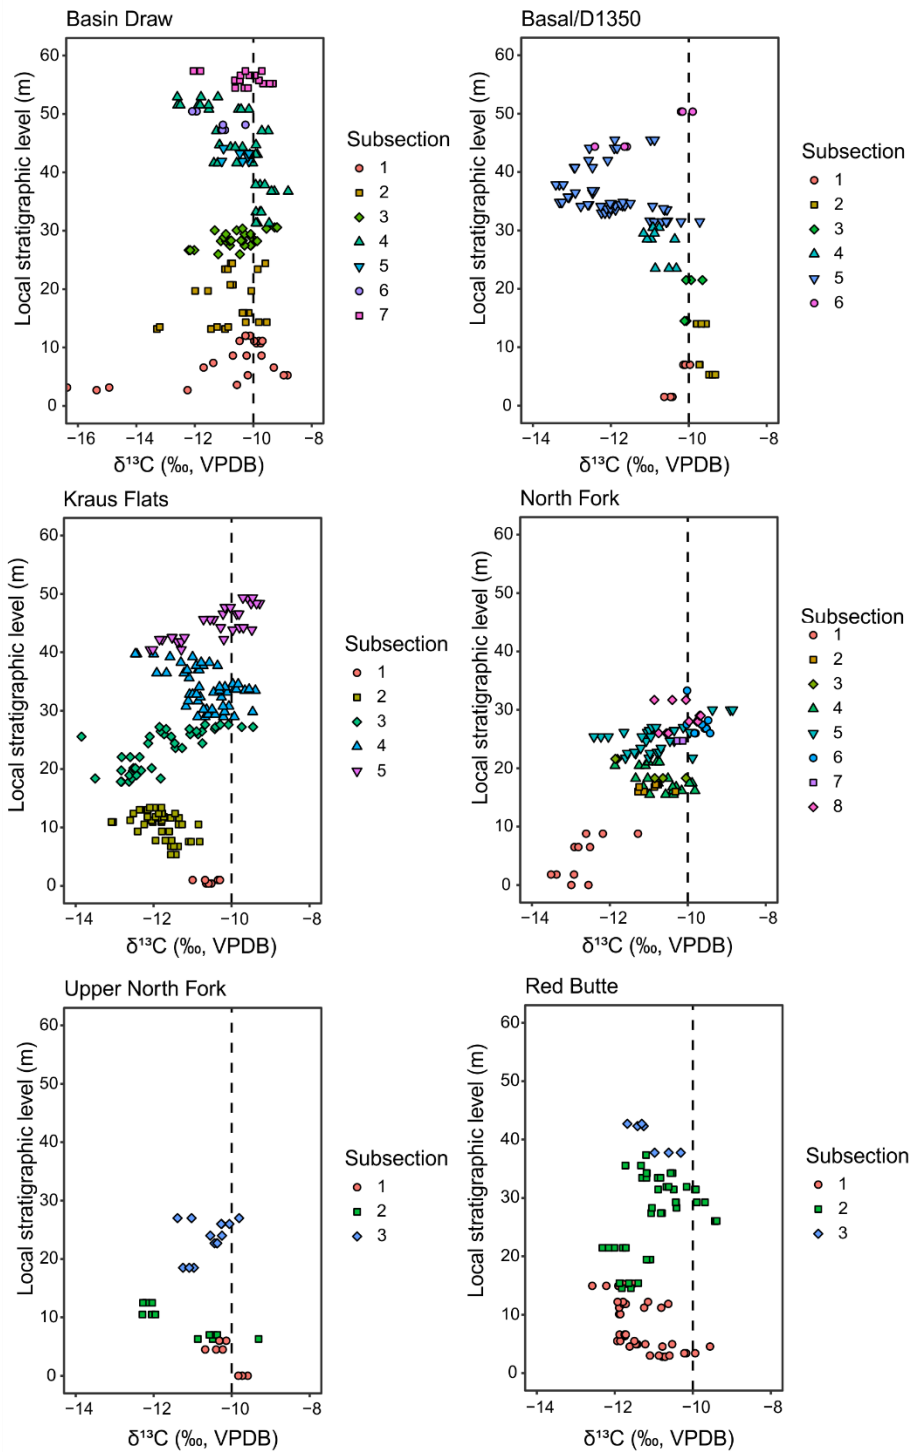 Basin Draw
Local stratigraphic level (m)
60
50
40
30
20
10
0
−16 −14 −12 −10 −8
δ¹³C (‰, VPDB)
Subsection
1
2
3
4
5
6
7
Basal/D1350
Local stratigraphic level (m)
60
50
40
30
20
10
0
−14 −12 −10 −8
δ¹³C (‰, VPDB)
Subsection
1
2
3
4
5
6
Kraus Flats
Local stratigraphic level (m)
60
50
40
30
20
10
0
−14 −12 −10 −8
δ¹³C (‰, VPDB)
Subsection
1
2
3
4
5
North Fork
Local stratigraphic level (m)
60
50
40
30
20
10
0
−14 −12 −10 −8
δ¹³C (‰, VPDB)
Subsection
1
2
3
4
5
6
7
8
Upper North Fork
Local stratigraphic level (m)
60
50
40
30
20
10
0
−14 −12 −10 −8
δ¹³C (‰, VPDB)
Subsection
1
2
3
Red Butte
Local stratigraphic level (m)
60
50
40
30
20
10
0
−14 −12 −10 −8
δ¹³C (‰, VPDB)
Subsection
1
2
3